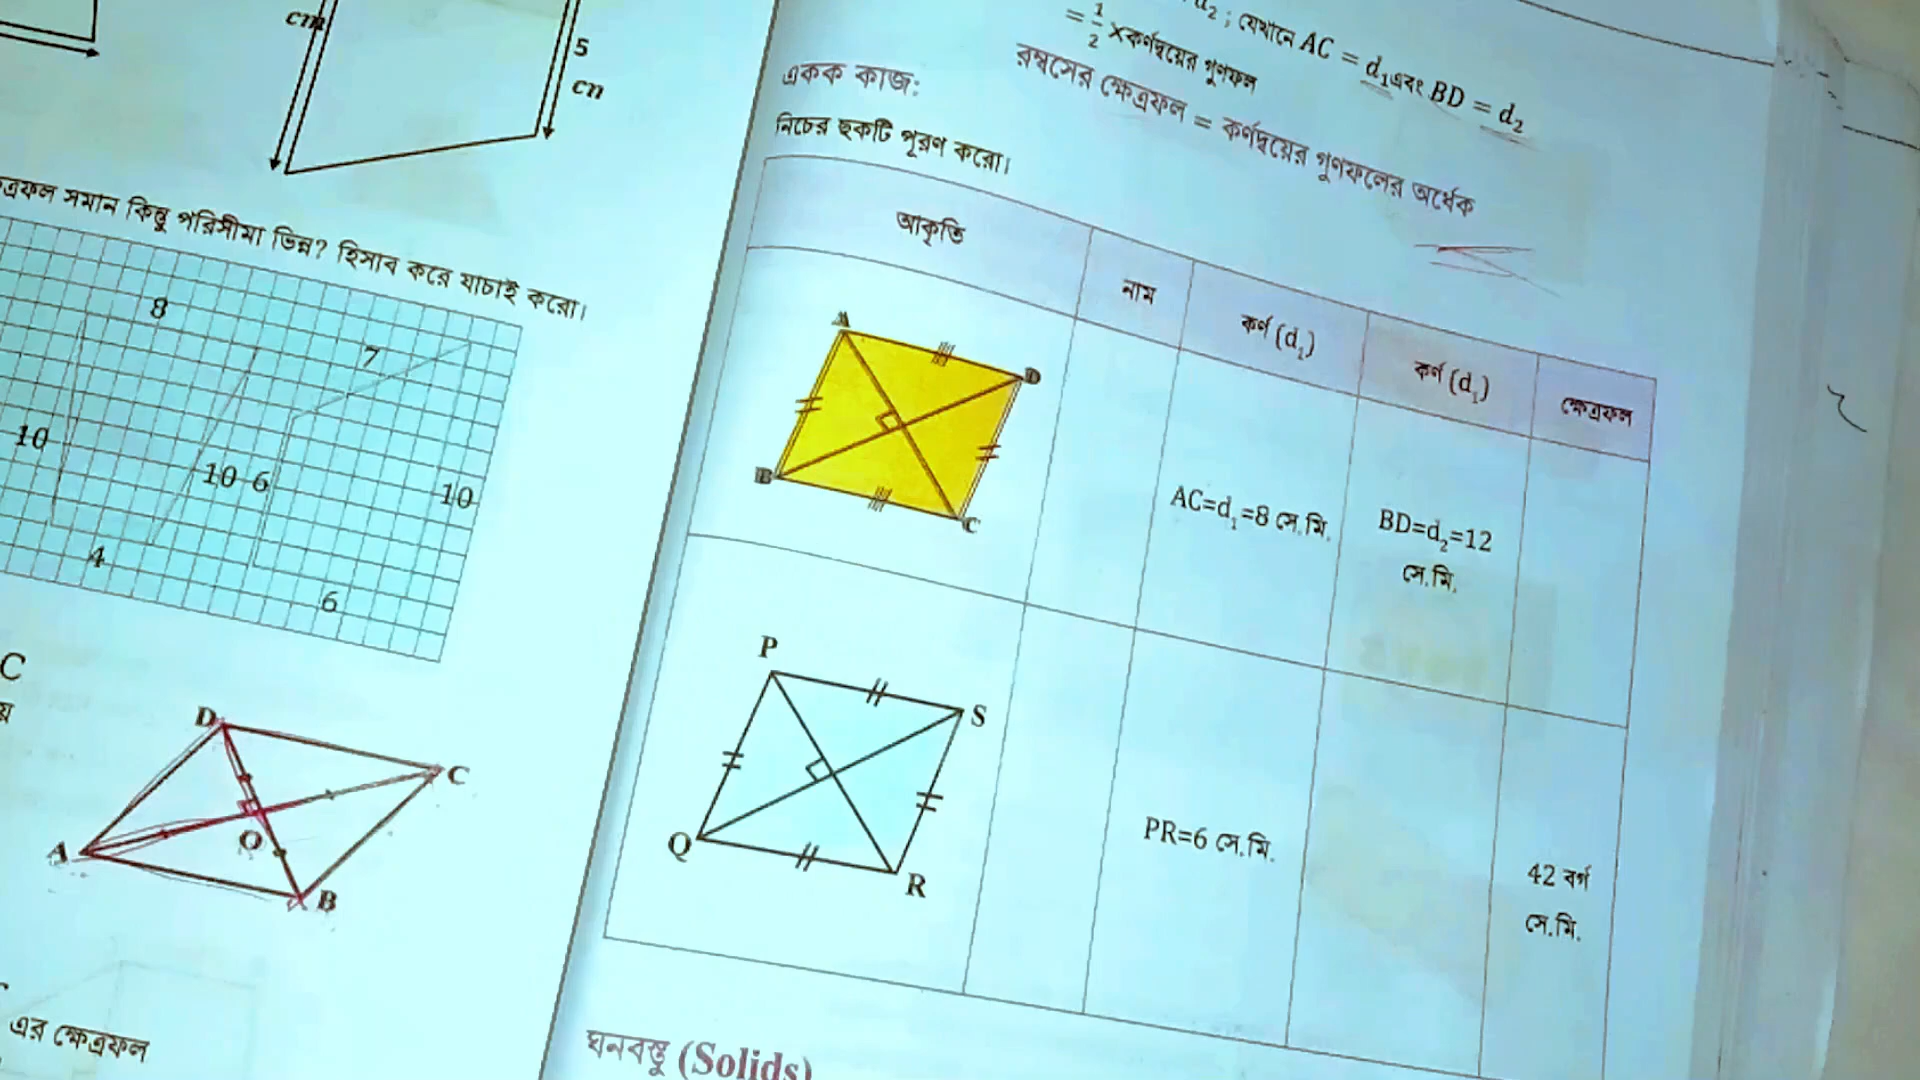 cm
5
cn
ত্রফল সমান কিন্তু পরিসীমা ভিন্ন? হিসাব করে যাচাই করো।
8
7
10
10
6
10
4
6
C
D
C
A
O
B
এর ক্ষেত্রফল
d₂ ; যেখানে AC = d₁এবং BD = d₂
= 1/2 ×কর্ণদ্বয়ের গুণফল
রম্বসের ক্ষেত্রফল = কর্ণদ্বয়ের গুণফলের অর্ধেক
একক কাজ:
নিচের ছকটি পূরণ করো।
আকৃতি
নাম
কর্ণ (d₁)
কর্ণ (d₁)
ক্ষেত্রফল
A
D
B
C
AC=d₁=8 সে.মি.
BD=d₂=12
সে.মি.
P
S
Q
R
PR=6 সে.মি.
42 বর্গ
সে.মি.
ঘনবস্তু (Solids)